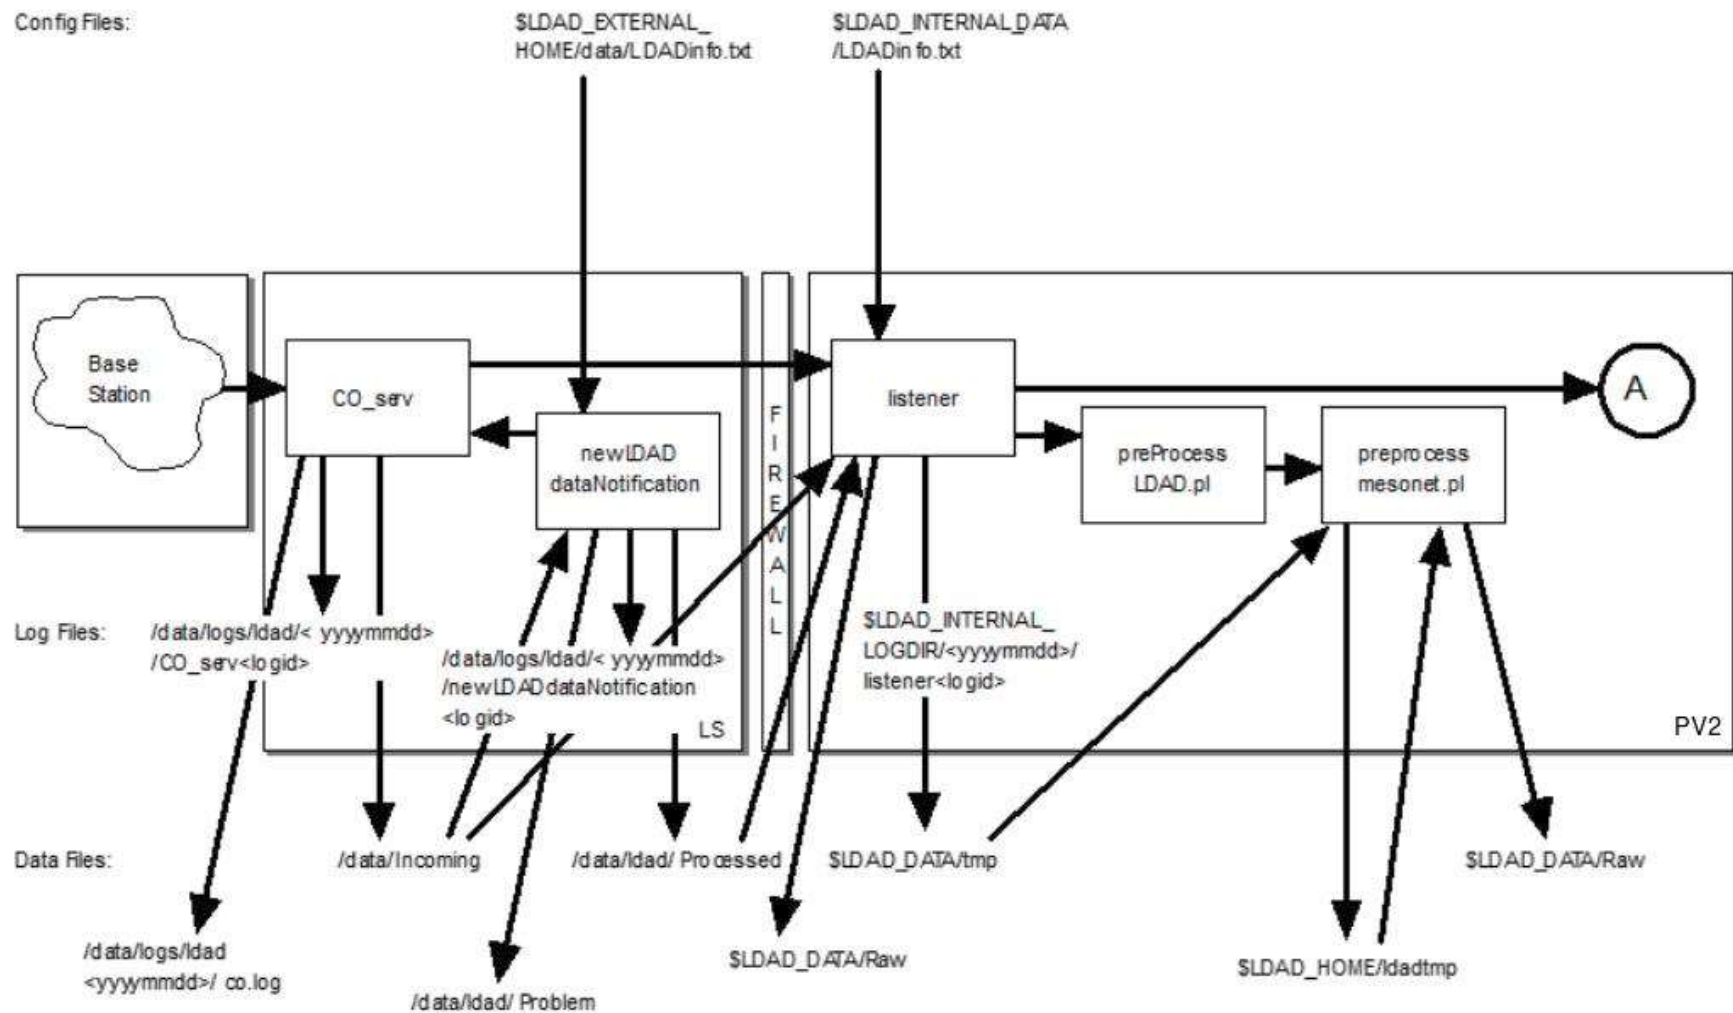 Config Files:
$LDAD_EXTERNAL_
HOME/data/LDADinfo.txt
$LDAD_INTERNAL_DATA
/LDADinfo.txt
Base
Station
CO_serv
newLDAD
dataNotification
FIREWALL
listener
preProcess
LDAD.pl
preprocess
mesonet.pl
A
Log Files:
/data/logs/ldad/< yyyymmdd>
/CO_serv<logid>
/data/logs/ldad/< yyyymmdd>
/newLDADdataNotification
<logid>
LS
$LDAD_INTERNAL_
LOGDIR/<yyyymmdd>/
listener<logid>
PV2
Data Files:
/data/Incoming
/data/ldad/ Processed
$LDAD_DATA/tmp
$LDAD_DATA/Raw
/data/logs/ldad
<yyyymmdd>/ co.log
/data/ldad/ Problem
$LDAD_DATA/Raw
$LDAD_HOME/ldadtmp